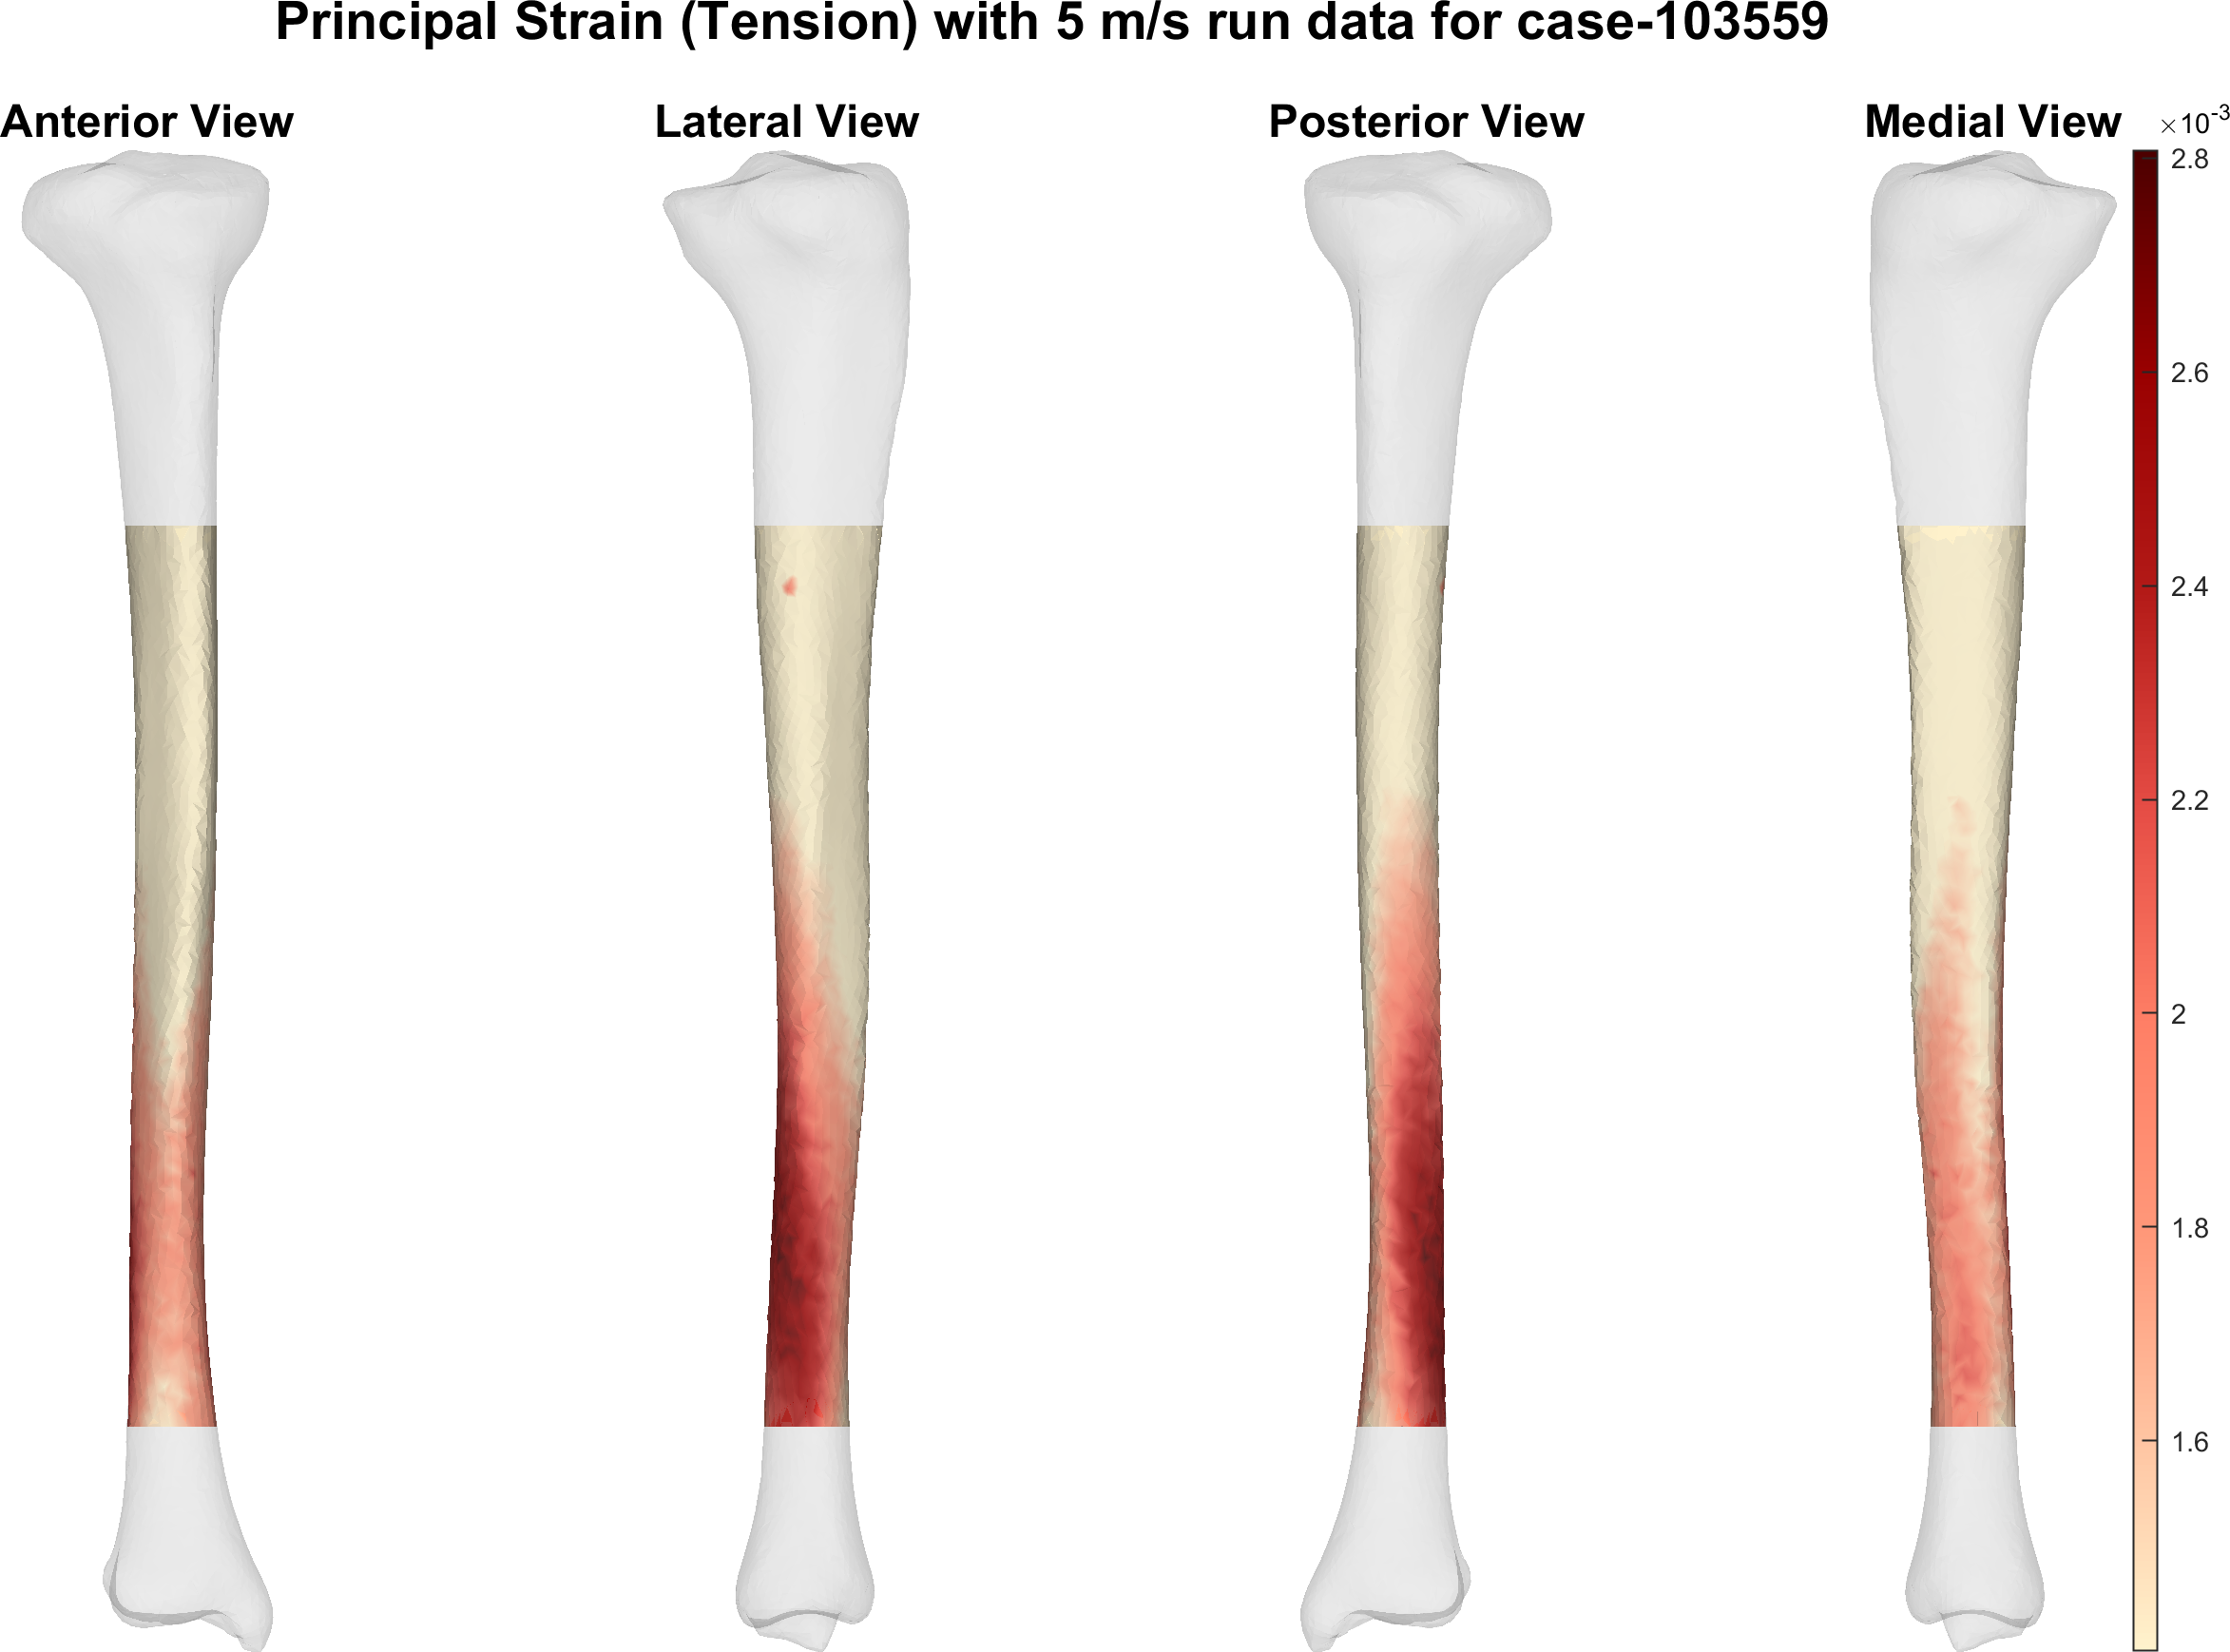 Principal Strain (Tension) with 5 m/s run data for case-103559
Anterior View
Lateral View
Posterior View
Medial View
×10-3
2.8
2.6
2.4
2.2
2
1.8
1.6